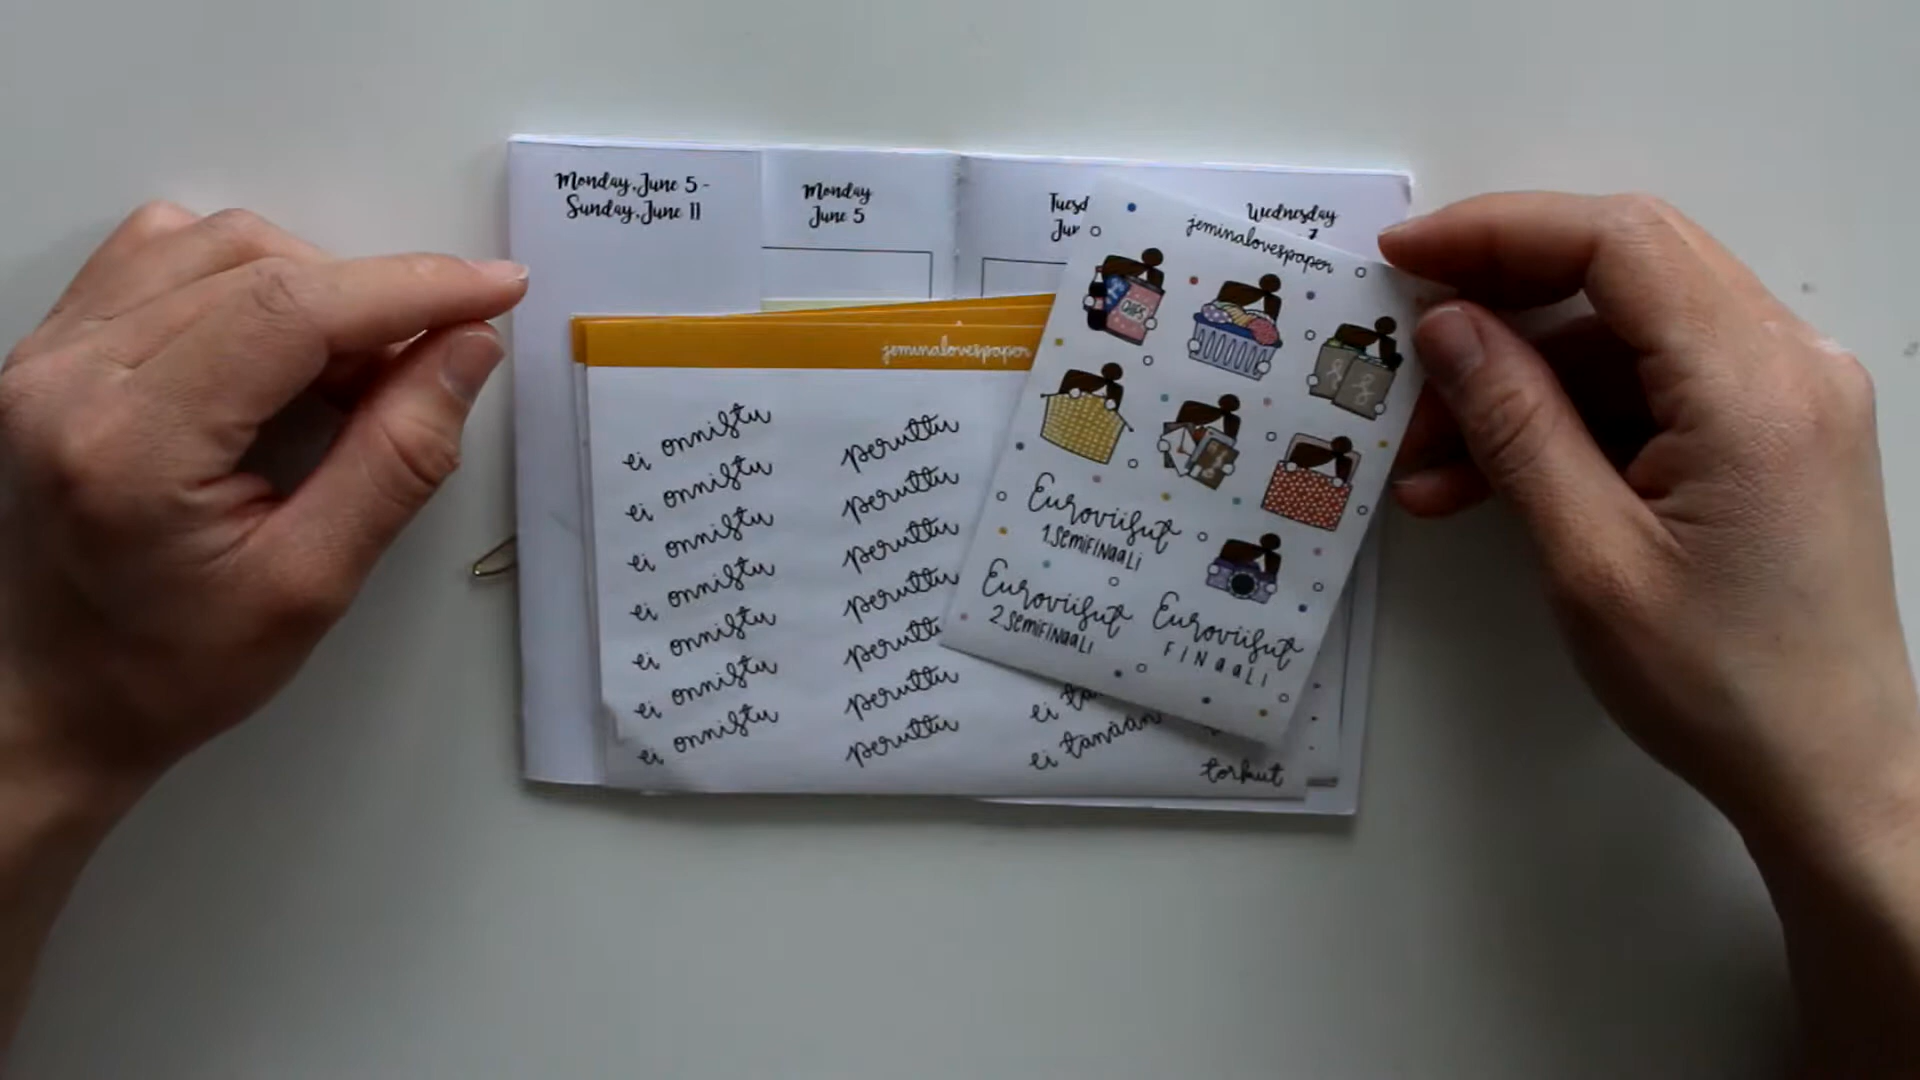 Monday, June 5 -
Sunday, June 11
Monday
June 5
Wednesday
7
jeminalovespaper
ei onnistu
ei onnistu
ei onnistu
ei onnistu
ei onnistu
ei onnistu
ei onnistu
peruttu
peruttu
peruttu
peruttu
peruttu
peruttu
peruttu
ei
ei tänään
torkut
jeminalovespaper
CHIPS
Euroviisut
1. SEMIFINAALI
Euroviisut
2. SEMIFINAALI
Euroviisut
FINAALI